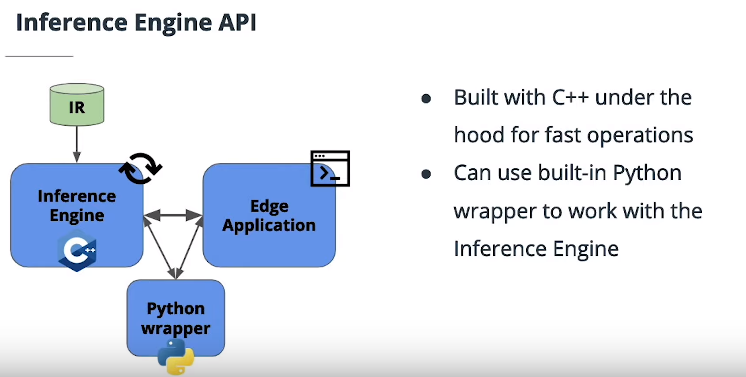 Inference Engine API
IR
Inference
Engine
C++
Edge
Application
Python
wrapper
● Built with C++ under the
hood for fast operations
● Can use built-in Python
wrapper to work with the
Inference Engine